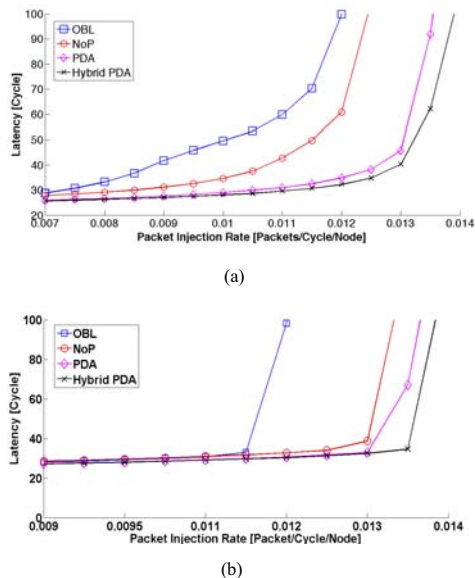 100
90
80
70
60
50
40
30
20
Latency [Cycle]
OBL
NoP
PDA
Hybrid PDA
0.007 0.008 0.009 0.01 0.011 0.012 0.013 0.014
Packet Injection Rate [Packets/Cycle/Node]
(a)
100
80
60
40
20
0
Latency [Cycle]
OBL
NoP
PDA
Hybrid PDA
0.009 0.0095 0.011 0.012 0.013 0.014
Packet Injection Rate [Packet/Cycle/Node]
(b)